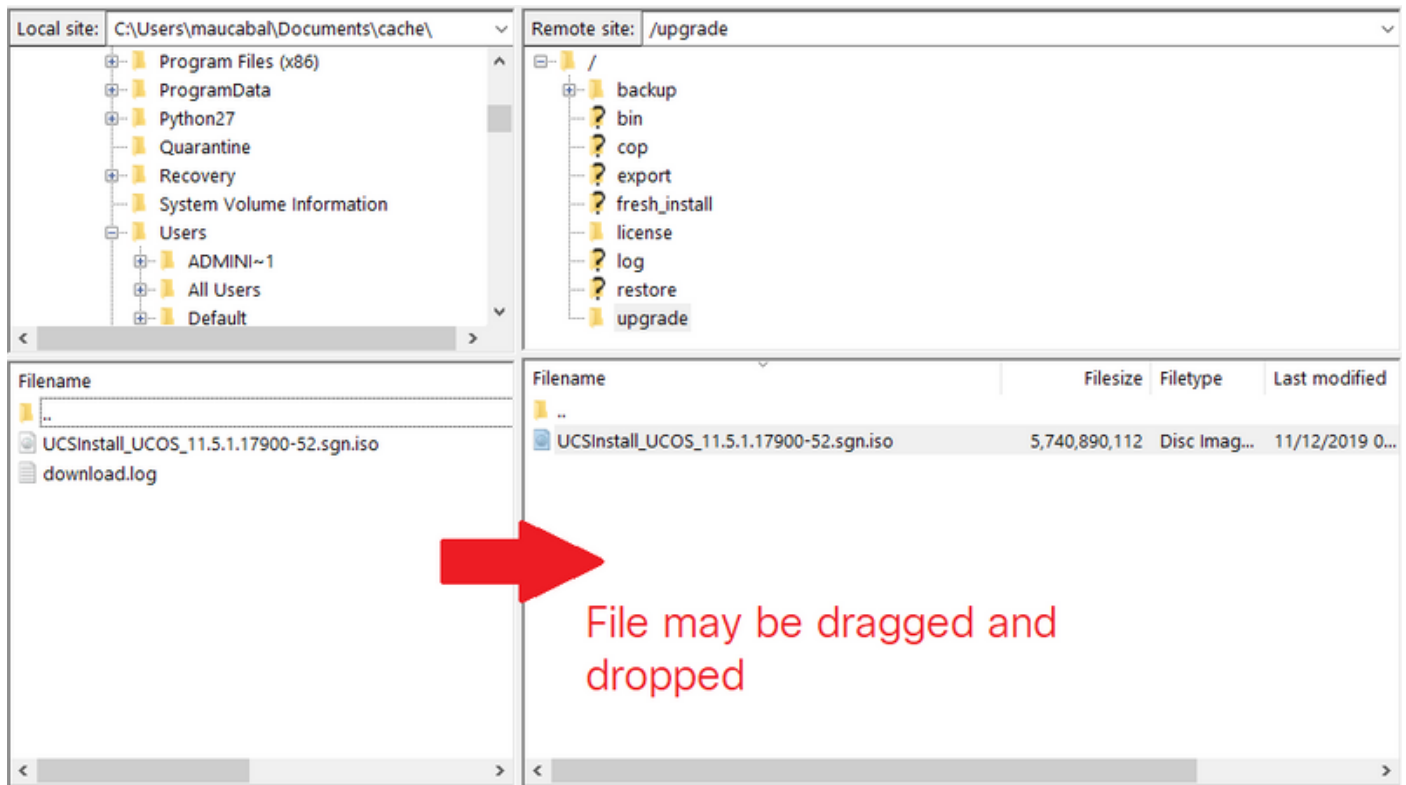 Local site: C:\Users\maucabal\Documents\cache\
Program Files (x86)
ProgramData
Python27
Quarantine
Recovery
System Volume Information
Users
ADMINI~1
All Users
Default
Remote site: /upgrade
/
backup
bin
cop
export
fresh_install
license
log
restore
upgrade
Filename
..
UCSInstall_UCOS_11.5.1.17900-52.sgn.iso
download.log
Filename Filesize Filetype Last modified
..
UCSInstall_UCOS_11.5.1.17900-52.sgn.iso 5,740,890,112 Disc Imag... 11/12/2019 0...
File may be dragged and
dropped